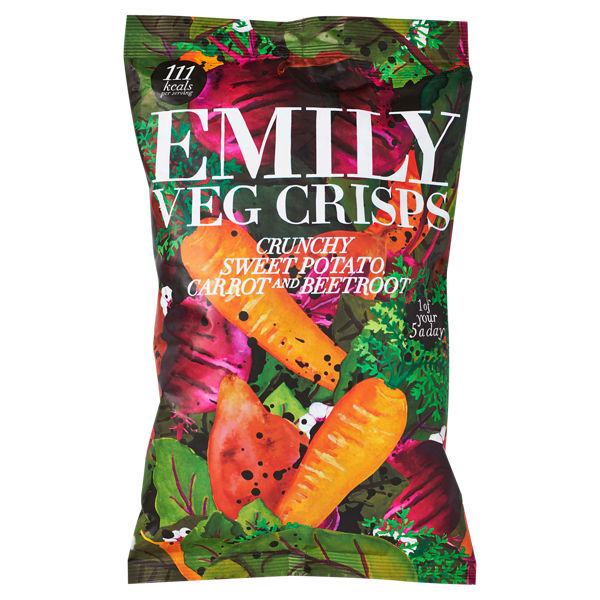 111
kcals
per serving
EMILY
VEG CRISPS
CRUNCHY
SWEET POTATO,
CARROT AND BEETROOT
1 of
your
5 a day